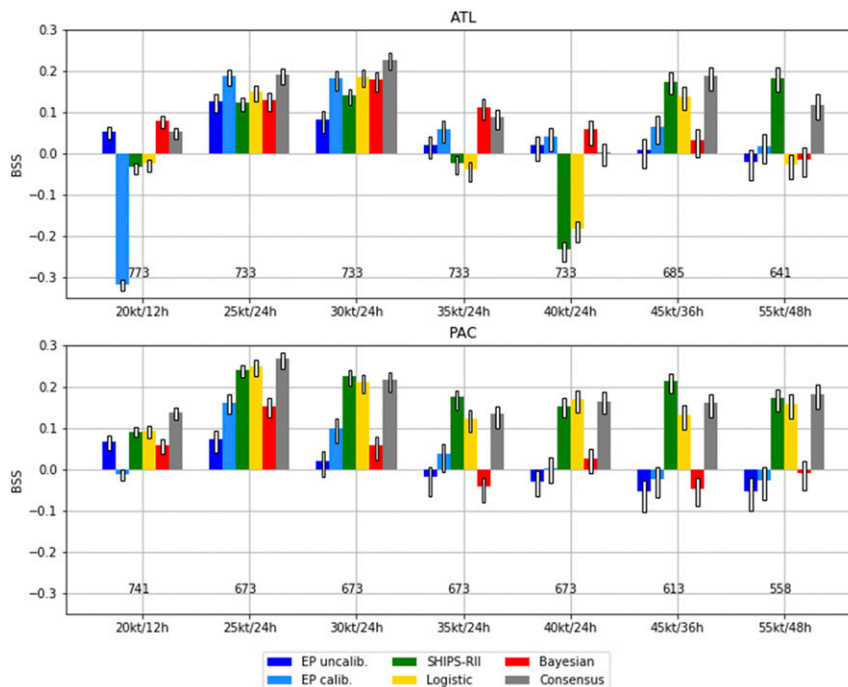 ATL
BSS
0.3
0.2
0.1
0.0
−0.1
−0.2
−0.3
773 733 733 733 733 685 641
20kt/12h 25kt/24h 30kt/24h 35kt/24h 40kt/24h 45kt/36h 55kt/48h
PAC
BSS
0.3
0.2
0.1
0.0
−0.1
−0.2
−0.3
741 673 673 673 673 613 558
20kt/12h 25kt/24h 30kt/24h 35kt/24h 40kt/24h 45kt/36h 55kt/48h
EP uncalib. SHIPS-RII Bayesian
EP calib. Logistic Consensus